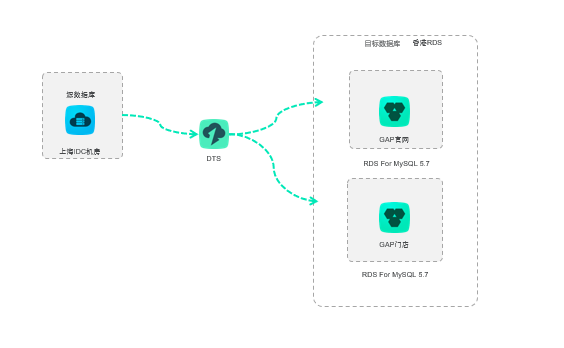 目标数据库 香港RDS
源数据库
上海IDC机房
DTS
GAP官网
RDS For MySQL 5.7
GAP门店
RDS For MySQL 5.7